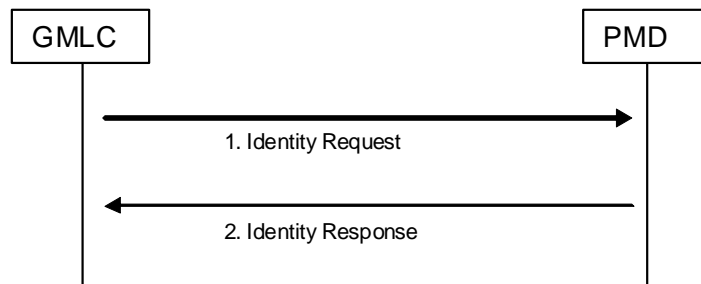 GMLC
PMD
1. Identity Request
2. Identity Response